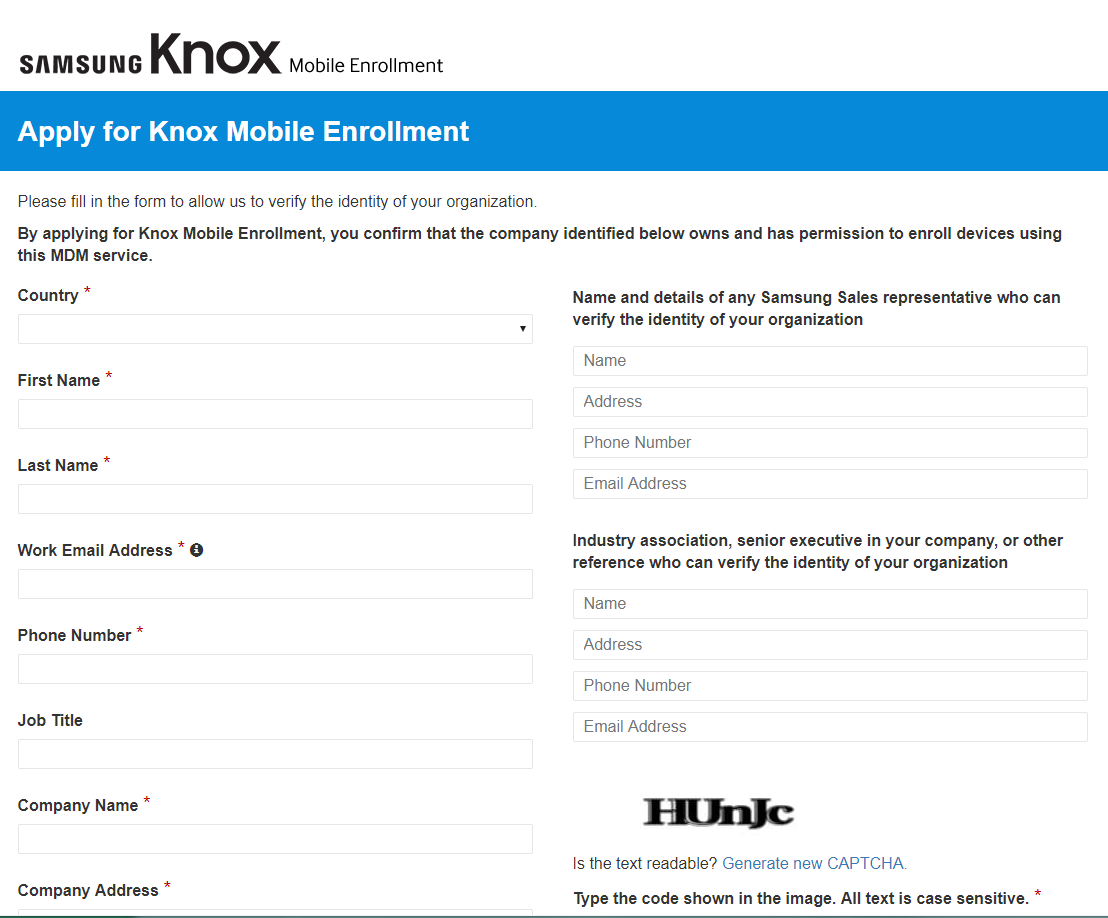 SAMSUNG Knox Mobile Enrollment
Apply for Knox Mobile Enrollment
Please fill in the form to allow us to verify the identity of your organization.
By applying for Knox Mobile Enrollment, you confirm that the company identified below owns and has permission to enroll devices using
this MDM service.
Country *
First Name *
Last Name *
Work Email Address *
Phone Number *
Job Title
Company Name *
Company Address *
Name and details of any Samsung Sales representative who can
verify the identity of your organization
Name
Address
Phone Number
Email Address
Industry association, senior executive in your company, or other
reference who can verify the identity of your organization
Name
Address
Phone Number
Email Address
HUnJc
Is the text readable? Generate new CAPTCHA.
Type the code shown in the image. All text is case sensitive. *